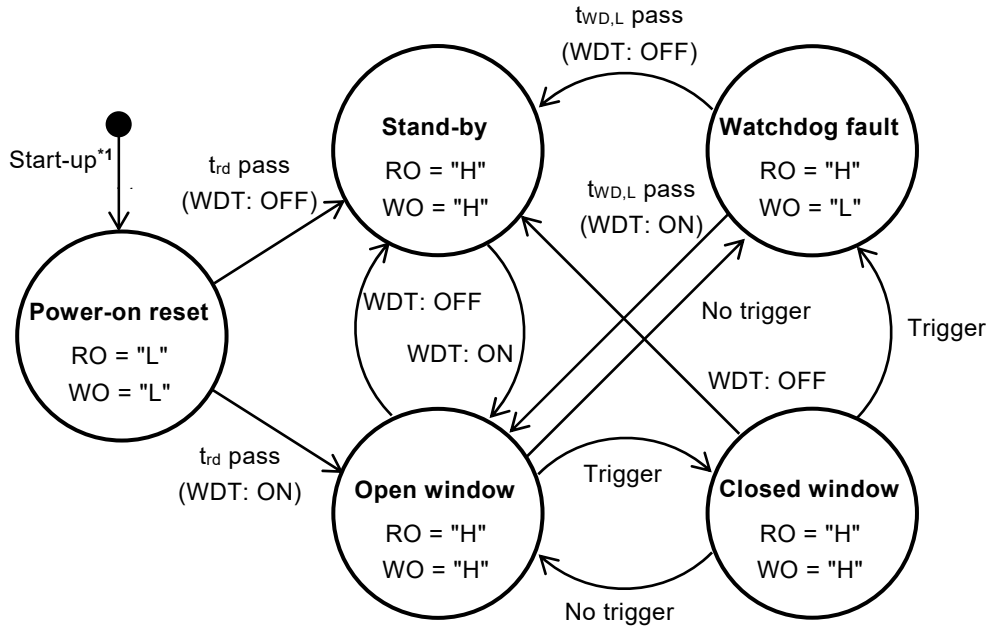 tWD,L pass
(WDT: OFF)
Stand-by
RO = "H"
WO = "H"
Watchdog fault
RO = "H"
WO = "L"
Start-up*1
trd pass
(WDT: OFF)
tWD,L pass
(WDT: ON)
Power-on reset
RO = "L"
WO = "L"
WDT: OFF
WDT: ON
No trigger
Trigger
WDT: OFF
trd pass
(WDT: ON)
Open window
RO = "H"
WO = "H"
Trigger
Closed window
RO = "H"
WO = "H"
No trigger